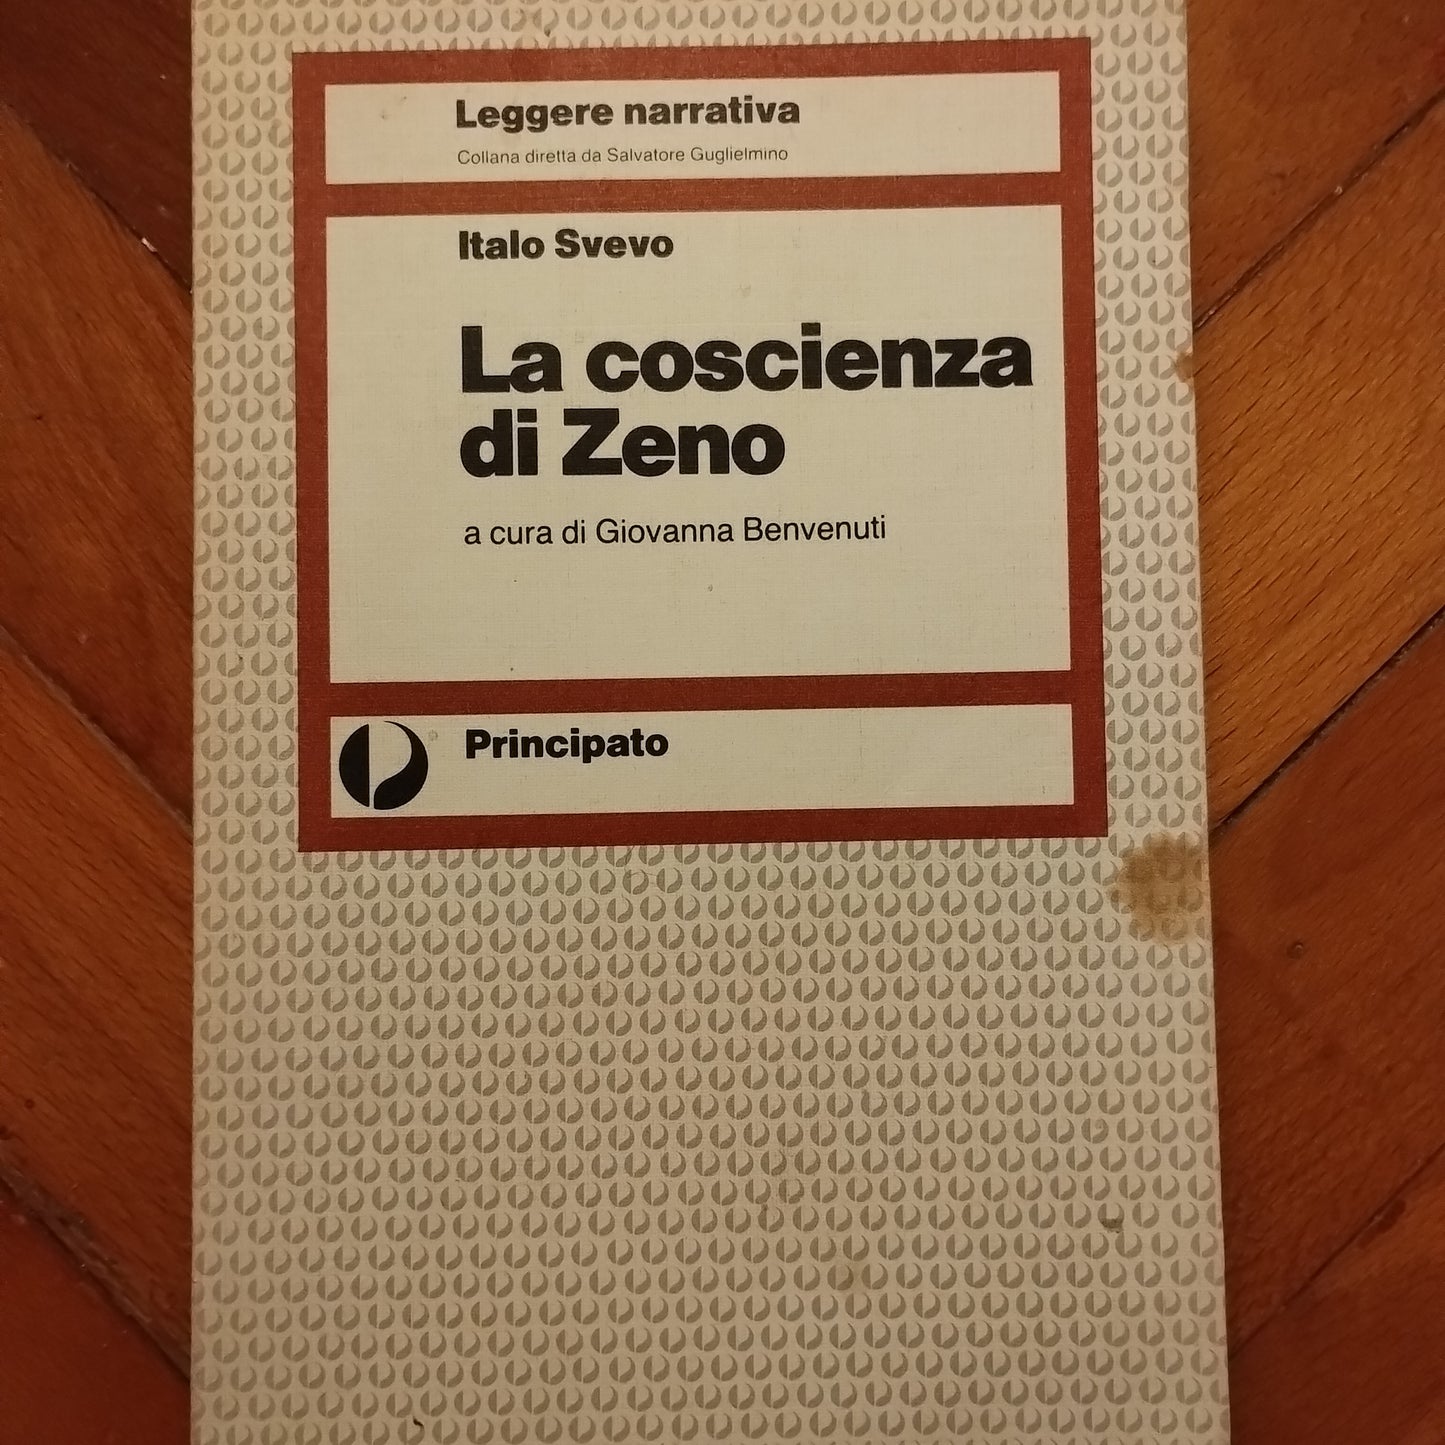 Leggere narrativa
Collana diretta da Salvatore Guglielmino
Italo Svevo
La coscienza
di Zeno
a cura di Giovanna Benvenuti
Principato